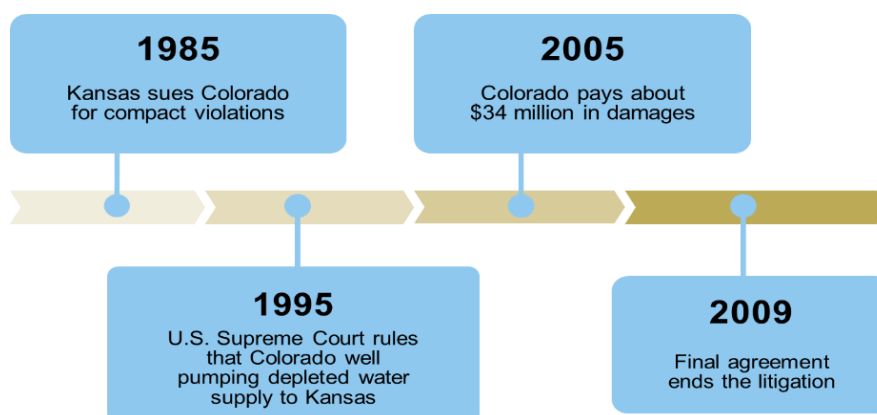 1985
Kansas sues Colorado
for compact violations
1995
U.S. Supreme Court rules
that Colorado well
pumping depleted water
supply to Kansas
2005
Colorado pays about
$34 million in damages
2009
Final agreement
ends the litigation